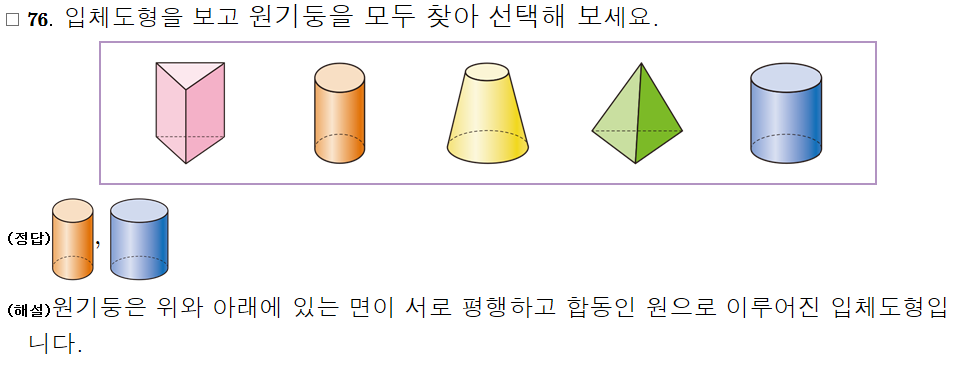 □ 76. 입체도형을 보고 원기둥을 모두 찾아 선택해 보세요.
(정답) ,
(해설)원기둥은 위와 아래에 있는 면이 서로 평행하고 합동인 원으로 이루어진 입체도형입
니다.